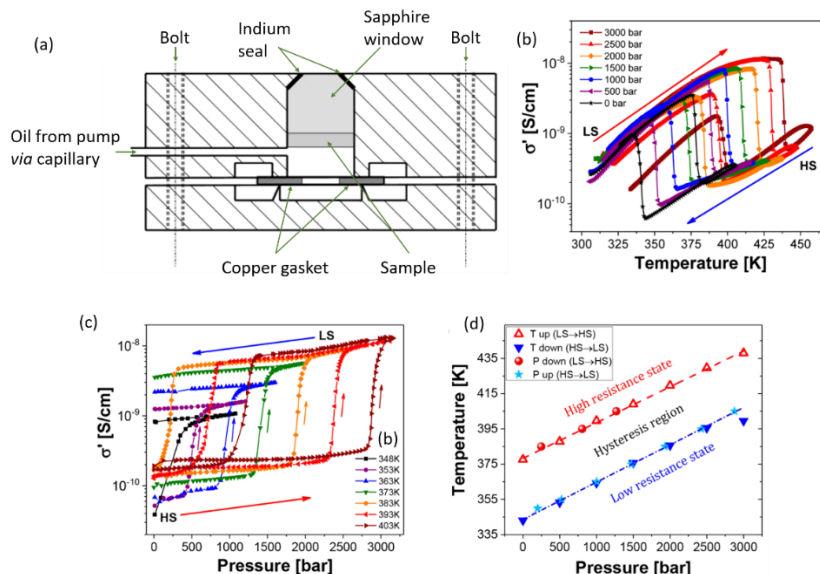 (a)
Bolt
Indium
seal
Sapphire
window
Bolt
Oil from pump
via capillary
Copper gasket
Sample
(b)
3000 bar
2500 bar
2000 bar
1500 bar
1000 bar
500 bar
0 bar
LS
HS
σ' [S/cm]
10⁻⁸
10⁻⁹
10⁻¹⁰
300 325 350 375 400 425 450
Temperature [K]
(c)
LS
HS
σ' [S/cm]
10⁻⁸
10⁻⁹
10⁻¹⁰
(b)
348K
353K
363K
373K
383K
393K
403K
0 500 1000 1500 2000 2500 3000
Pressure [bar]
(d)
T up (LS→HS)
T down (HS→LS)
P down (LS→HS)
P up (HS→LS)
High resistance state
Hysteresis region
Low resistance state
Temperature [K]
435
405
375
345
335
0 500 1000 1500 2000 2500 3000
Pressure [bar]